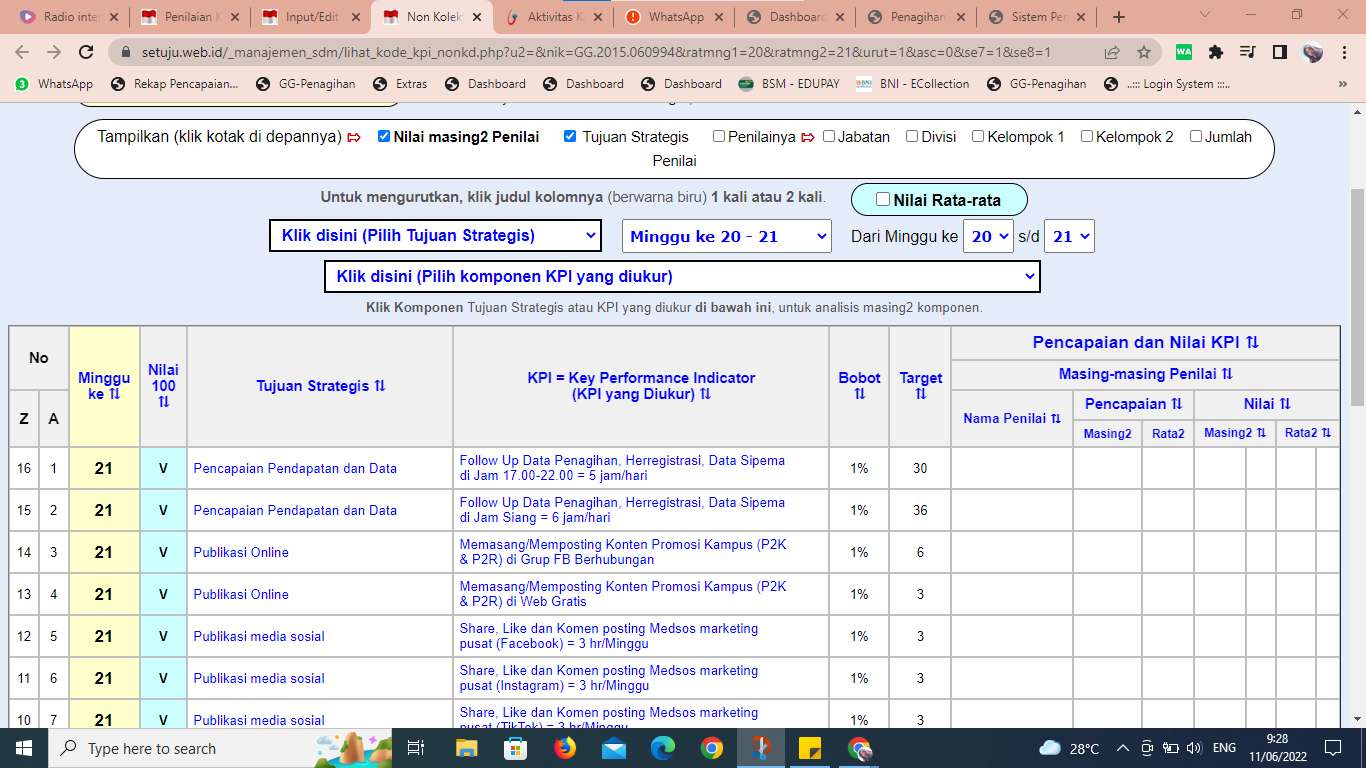 Radio inte
Penilaian K
Input/Edit
Non Kolek
Aktivitas K
WhatsApp
Dashboard
Penagihan
Sistem Per
setuju.web.id/_manajemen_sdm/lihat_kode_kpi_nonkd.php?u2=&nik=GG.2015.060994&ratmng1=20&ratmng2=21&urut=1&asc=0&se7=1&se8=1
WhatsApp
Rekap Pencapaian...
GG-Penagihan
Extras
Dashboard
Dashboard
Dashboard
BSM - EDUPAY
BNI - ECollection
GG-Penagihan
..::: Login System :::..
Tampilkan (klik kotak di depannya) ⇰ Nilai masing2 Penilai Tujuan Strategis Penilainya ⇰ Jabatan Divisi Kelompok 1 Kelompok 2 Jumlah
Penilai
Untuk mengurutkan, klik judul kolomnya (berwarna biru) 1 kali atau 2 kali.
Nilai Rata-rata
Klik disini (Pilih Tujuan Strategis)
Minggu ke 20 - 21
Dari Minggu ke 20 s/d 21
Klik disini (Pilih komponen KPI yang diukur)
Klik Komponen Tujuan Strategis atau KPI yang diukur di bawah ini, untuk analisis masing2 komponen.
No
Z
A
Minggu
ke ⇅
Nilai
100
⇅
Tujuan Strategis ⇅
KPI = Key Performance Indicator
(KPI yang Diukur) ⇅
Bobot
⇅
Target
⇅
Pencapaian dan Nilai KPI ⇅
Masing-masing Penilai ⇅
Nama Penilai ⇅
Pencapaian ⇅
Nilai ⇅
Masing2
Rata2
Masing2 ⇅
Rata2 ⇅
16 1 21 V Pencapaian Pendapatan dan Data
Follow Up Data Penagihan, Herregistrasi, Data Sipema
di Jam 17.00-22.00 = 5 jam/hari
1% 30
15 2 21 V Pencapaian Pendapatan dan Data
Follow Up Data Penagihan, Herregistrasi, Data Sipema
di Jam Siang = 6 jam/hari
1% 36
14 3 21 V Publikasi Online
Memasang/Memposting Konten Promosi Kampus (P2K
& P2R) di Grup FB Berhubungan
1% 6
13 4 21 V Publikasi Online
Memasang/Memposting Konten Promosi Kampus (P2K
& P2R) di Web Gratis
1% 3
12 5 21 V Publikasi media sosial
Share, Like dan Komen posting Medsos marketing
pusat (Facebook) = 3 hr/Minggu
1% 3
11 6 21 V Publikasi media sosial
Share, Like dan Komen posting Medsos marketing
pusat (Instagram) = 3 hr/Minggu
1% 3
10 7 21 V Publikasi media sosial
Share, Like dan Komen posting Medsos marketing
pusat (TikTok) = 3 hr/Minggu
1% 3
Type here to search
28°C
ENG
9:28
11/06/2022